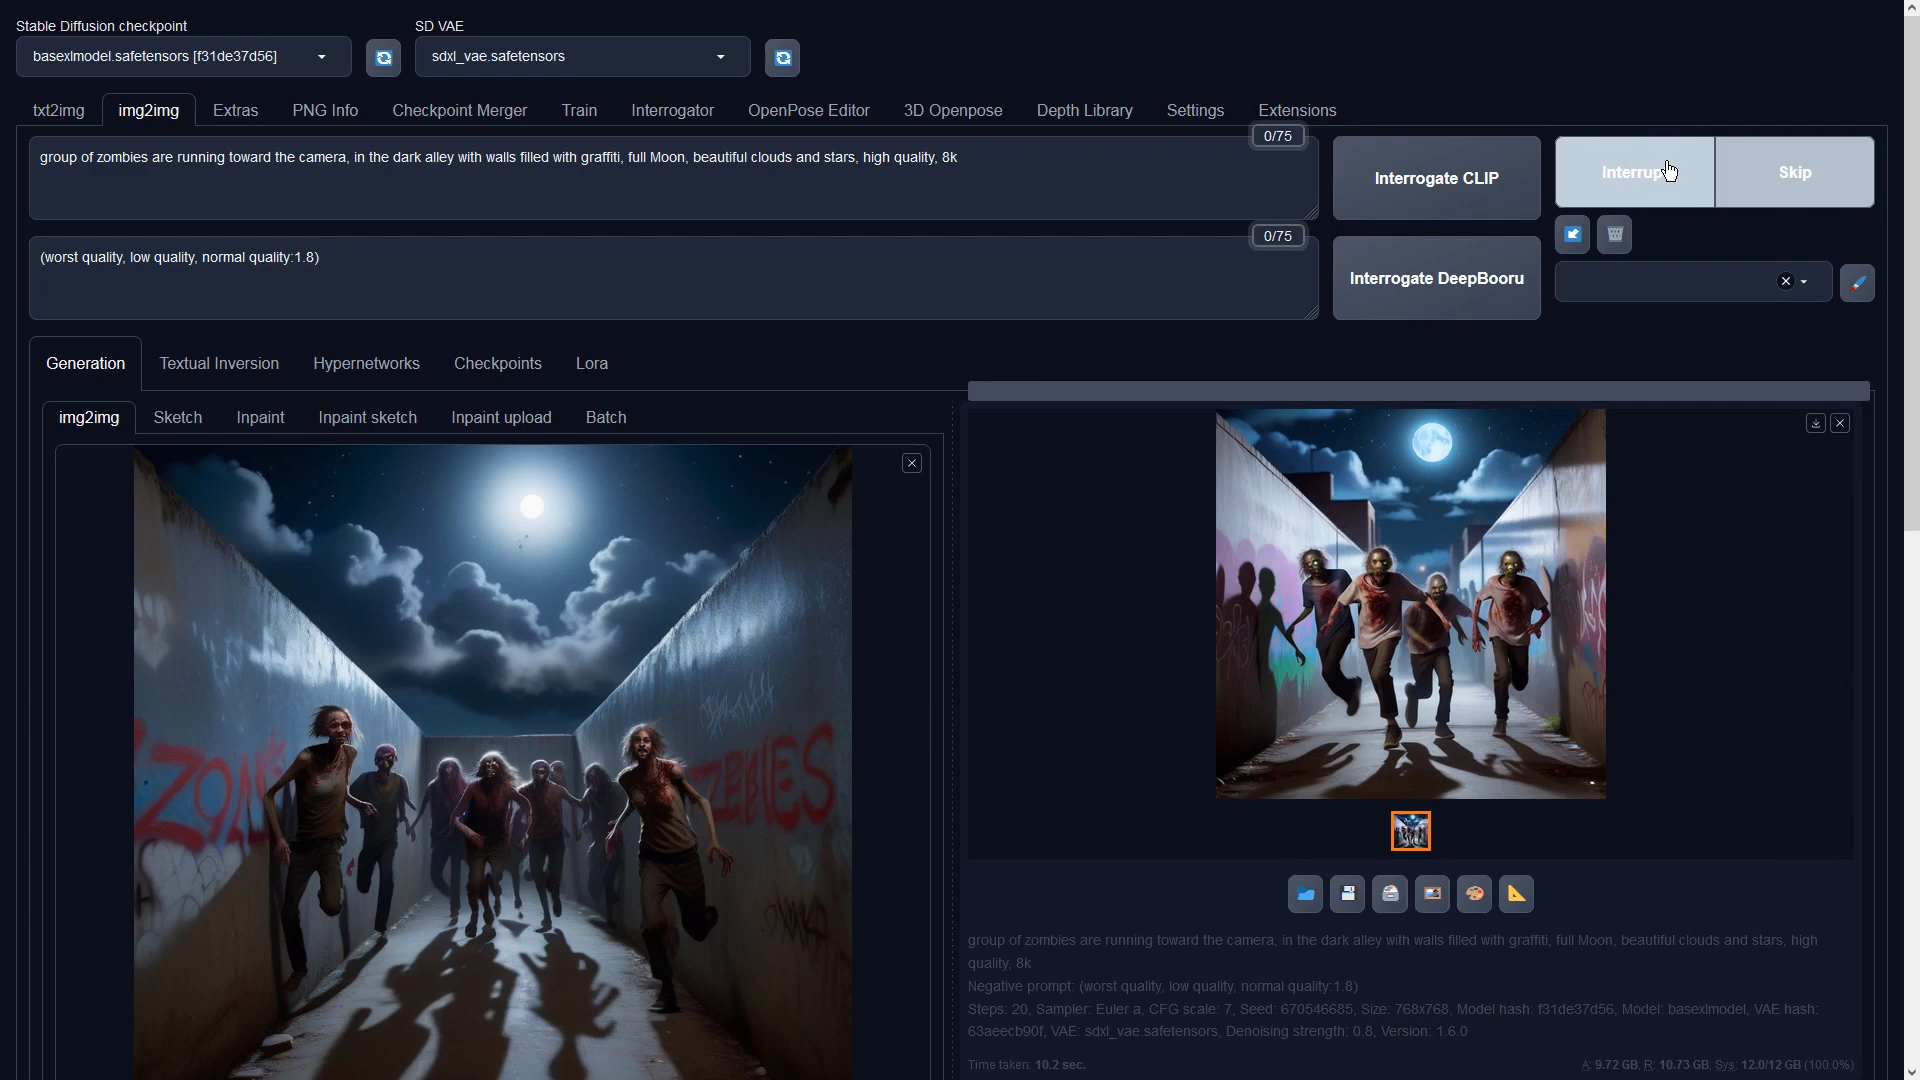 Stable Diffusion checkpoint
SD VAE
basexlmodel.safetensors [f31de37d56]
sdxl_vae.safetensors
txt2img
img2img
Extras
PNG Info
Checkpoint Merger
Train
Interrogator
OpenPose Editor
3D Openpose
Depth Library
Settings
Extensions
0/75
group of zombies are running toward the camera, in the dark alley with walls filled with graffiti, full Moon, beautiful clouds and stars, high quality, 8k
Interrogate CLIP
Skip
0/75
(worst quality, low quality, normal quality:1.8)
Interrogate DeepBooru
Generation
Textual Inversion
Hypernetworks
Checkpoints
Lora
img2img
Sketch
Inpaint
Inpaint sketch
Inpaint upload
Batch
group of zombies are running toward the camera, in the dark alley with walls filled with graffiti, full Moon, beautiful clouds and stars, high
quality, 8k
Negative prompt: (worst quality, low quality, normal quality:1.8)
Steps: 20, Sampler: Euler a, CFG scale: 7, Seed: 670546685, Size: 768x768, Model hash: f31de37d56, Model: basexlmodel, VAE hash:
63aeecb90f, VAE: sdxl_vae.safetensors, Denoising strength: 0.8, Version: 1.6.0
Time taken: 10.2 sec.
A: 9.72 GB, R: 10.73 GB, Sys: 12.0/12 GB (100.0%)